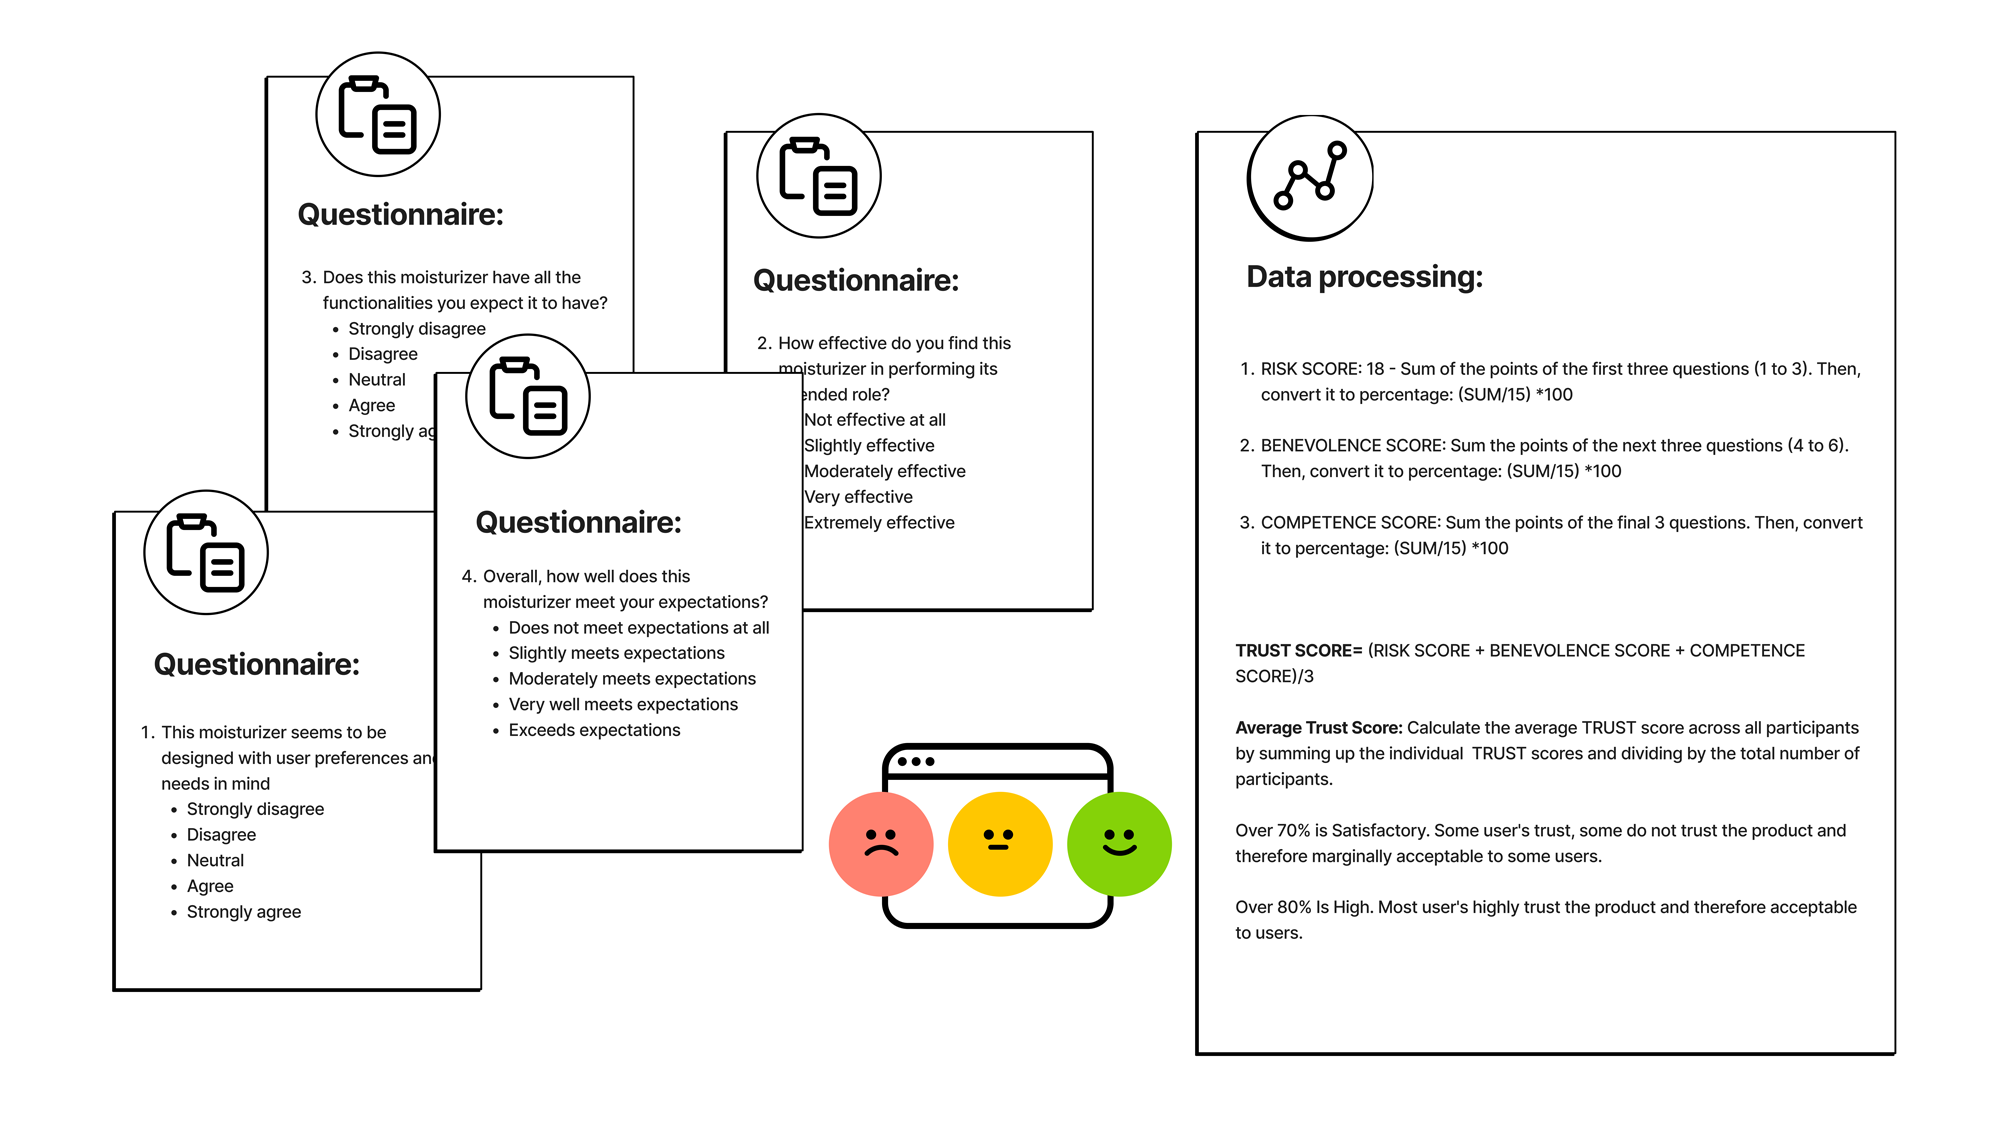 Questionnaire:
3. Does this moisturizer have all the
functionalities you expect it to have?
• Strongly disagree
• Disagree
• Neutral
• Agree
• Strongly
Questionnaire:
2. How effective do you find this
moisturizer in performing its
role?
Not effective at all
Slightly effective
Moderately effective
Very effective
Extremely effective
Questionnaire:
4. Overall, how well does this
moisturizer meet your expectations?
• Does not meet expectations at all
• Slightly meets expectations
• Moderately meets expectations
• Very well meets expectations
• Exceeds expectations
Questionnaire:
1. This moisturizer seems to be
designed with user preferences and
needs in mind
• Strongly disagree
• Disagree
• Neutral
• Agree
• Strongly agree
Data processing:
1. RISK SCORE: 18 - Sum of the points of the first three questions (1 to 3). Then,
convert it to percentage: (SUM/15) *100
2. BENEVOLENCE SCORE: Sum the points of the next three questions (4 to 6).
Then, convert it to percentage: (SUM/15) *100
3. COMPETENCE SCORE: Sum the points of the final 3 questions. Then, convert
it to percentage: (SUM/15) *100
TRUST SCORE= (RISK SCORE + BENEVOLENCE SCORE + COMPETENCE
SCORE)/3
Average Trust Score: Calculate the average TRUST score across all participants
by summing up the individual TRUST scores and dividing by the total number of
participants.
Over 70% is Satisfactory. Some user's trust, some do not trust the product and
therefore marginally acceptable to some users.
Over 80% Is High. Most user's highly trust the product and therefore acceptable
to users.